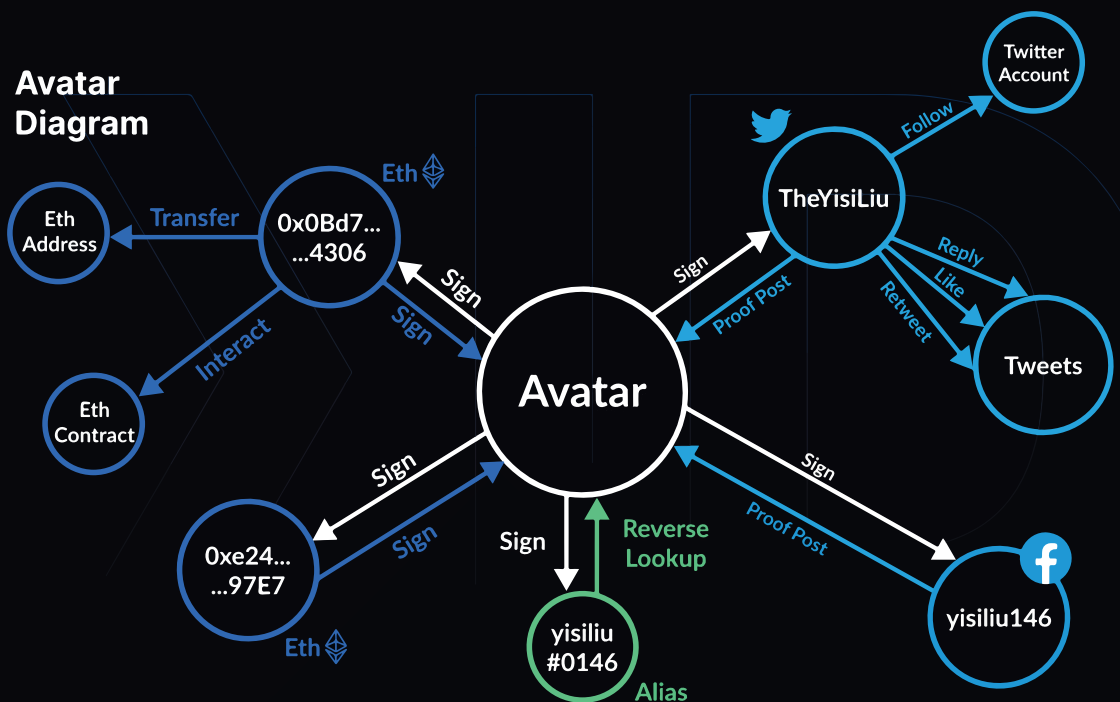 Avatar
Diagram
Twitter
Account
Follow
Eth
TheYisiLiu
Eth
Address
Transfer
0x0Bd7...
...4306
Sign
Sign
Sign
Proof Post
Reply
Like
Retweet
Interact
Tweets
Avatar
Eth
Contract
Sign
Sign
Sign
Proof Post
0xe24...
...97E7
Sign
Reverse
Lookup
Eth
yisiliu
#0146
Alias
yisiliu146